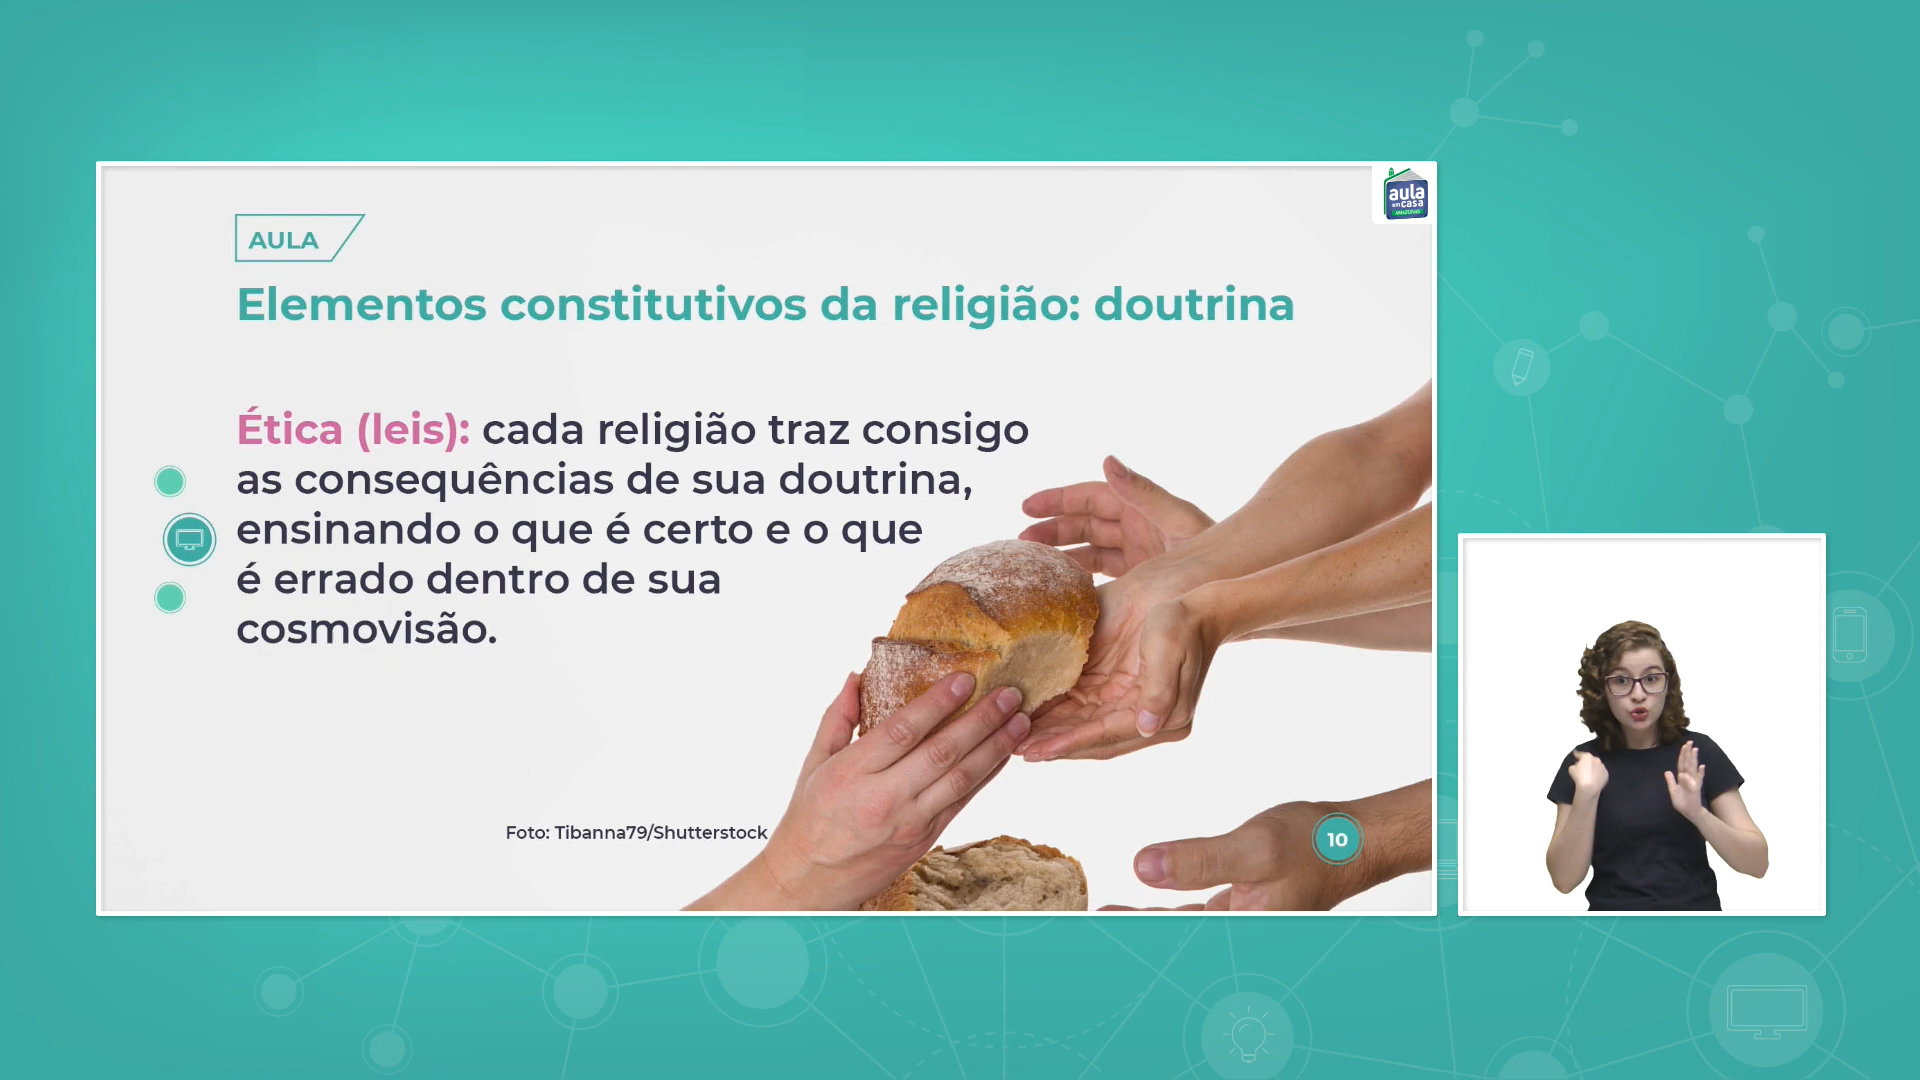 aula
em casa
AMAZONAS
AULA
Elementos constitutivos da religião: doutrina
Ética (leis): cada religião traz consigo
as consequências de sua doutrina,
ensinando o que é certo e o que
é errado dentro de sua
cosmovisão.
Foto: Tibanna79/Shutterstock
10